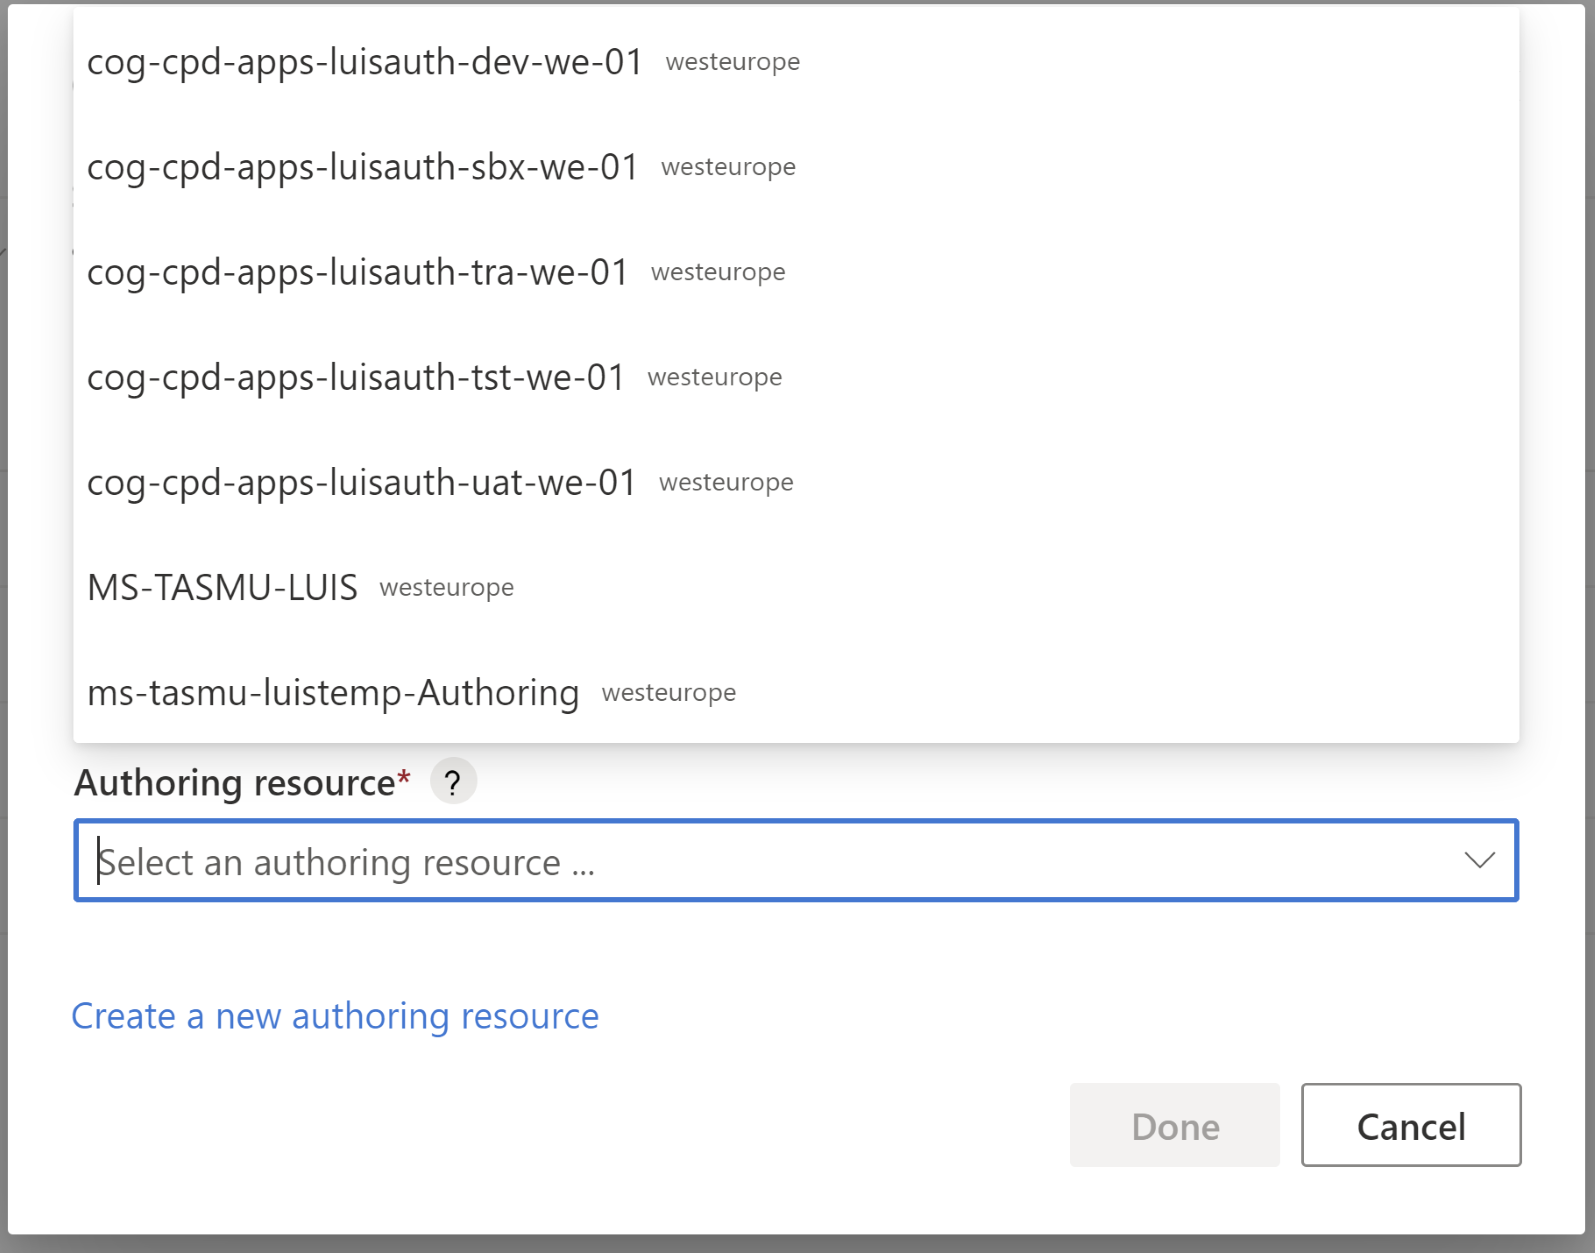 cog-cpd-apps-luisauth-dev-we-01 westeurope
cog-cpd-apps-luisauth-sbx-we-01 westeurope
cog-cpd-apps-luisauth-tra-we-01 westeurope
cog-cpd-apps-luisauth-tst-we-01 westeurope
cog-cpd-apps-luisauth-uat-we-01 westeurope
MS-TASMU-LUIS westeurope
ms-tasmu-luistemp-Authoring westeurope
Authoring resource* ?
Select an authoring resource ...
Create a new authoring resource
Done Cancel